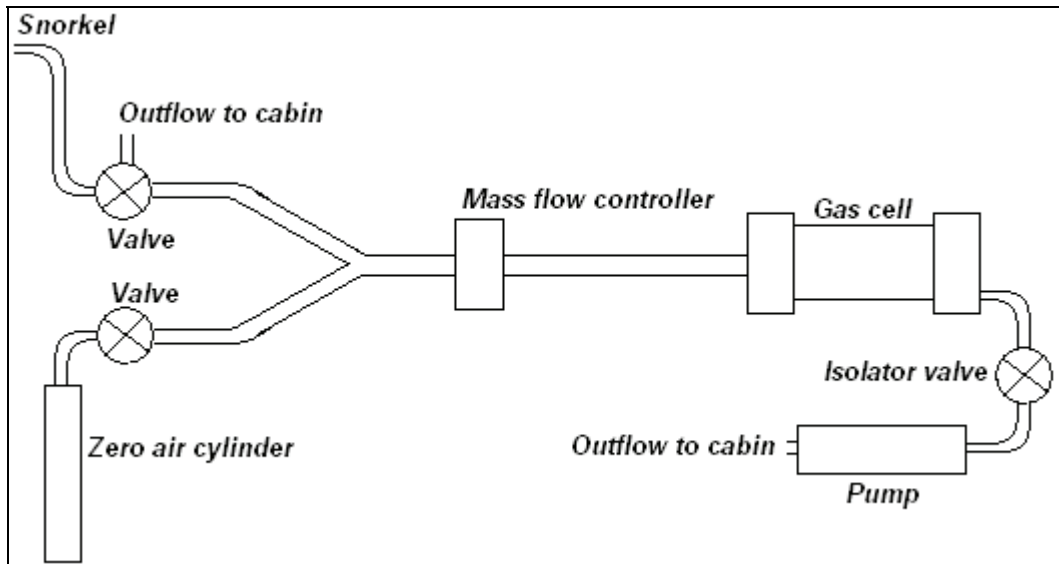 Snorkel
Outflow to cabin
Valve
Mass flow controller
Gas cell
Valve
Isolator valve
Zero air cylinder
Outflow to cabin
Pump